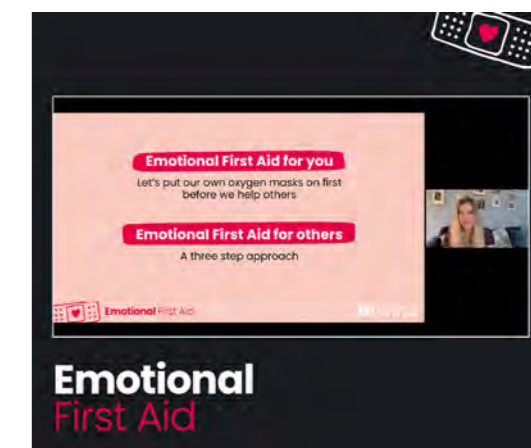 Emotional First Aid for you
Let's put our own oxygen masks on first
before we help others
Emotional First Aid for others
A three step approach
Emotional First Aid
Emotional
First Aid